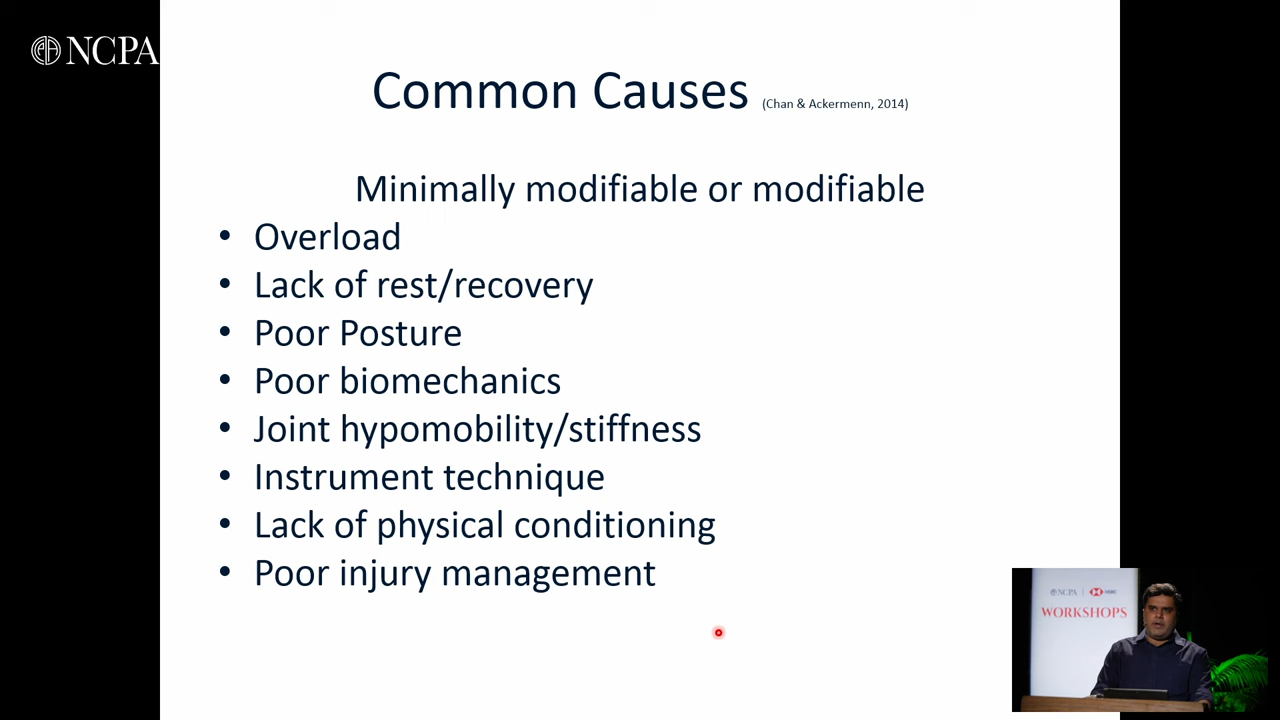 NCPA
Common Causes (Chan & Ackermenn, 2014)
Minimally modifiable or modifiable
• Overload
• Lack of rest/recovery
• Poor Posture
• Poor biomechanics
• Joint hypomobility/stiffness
• Instrument technique
• Lack of physical conditioning
• Poor injury management
NCPA | HSBC
WORKSHOPS